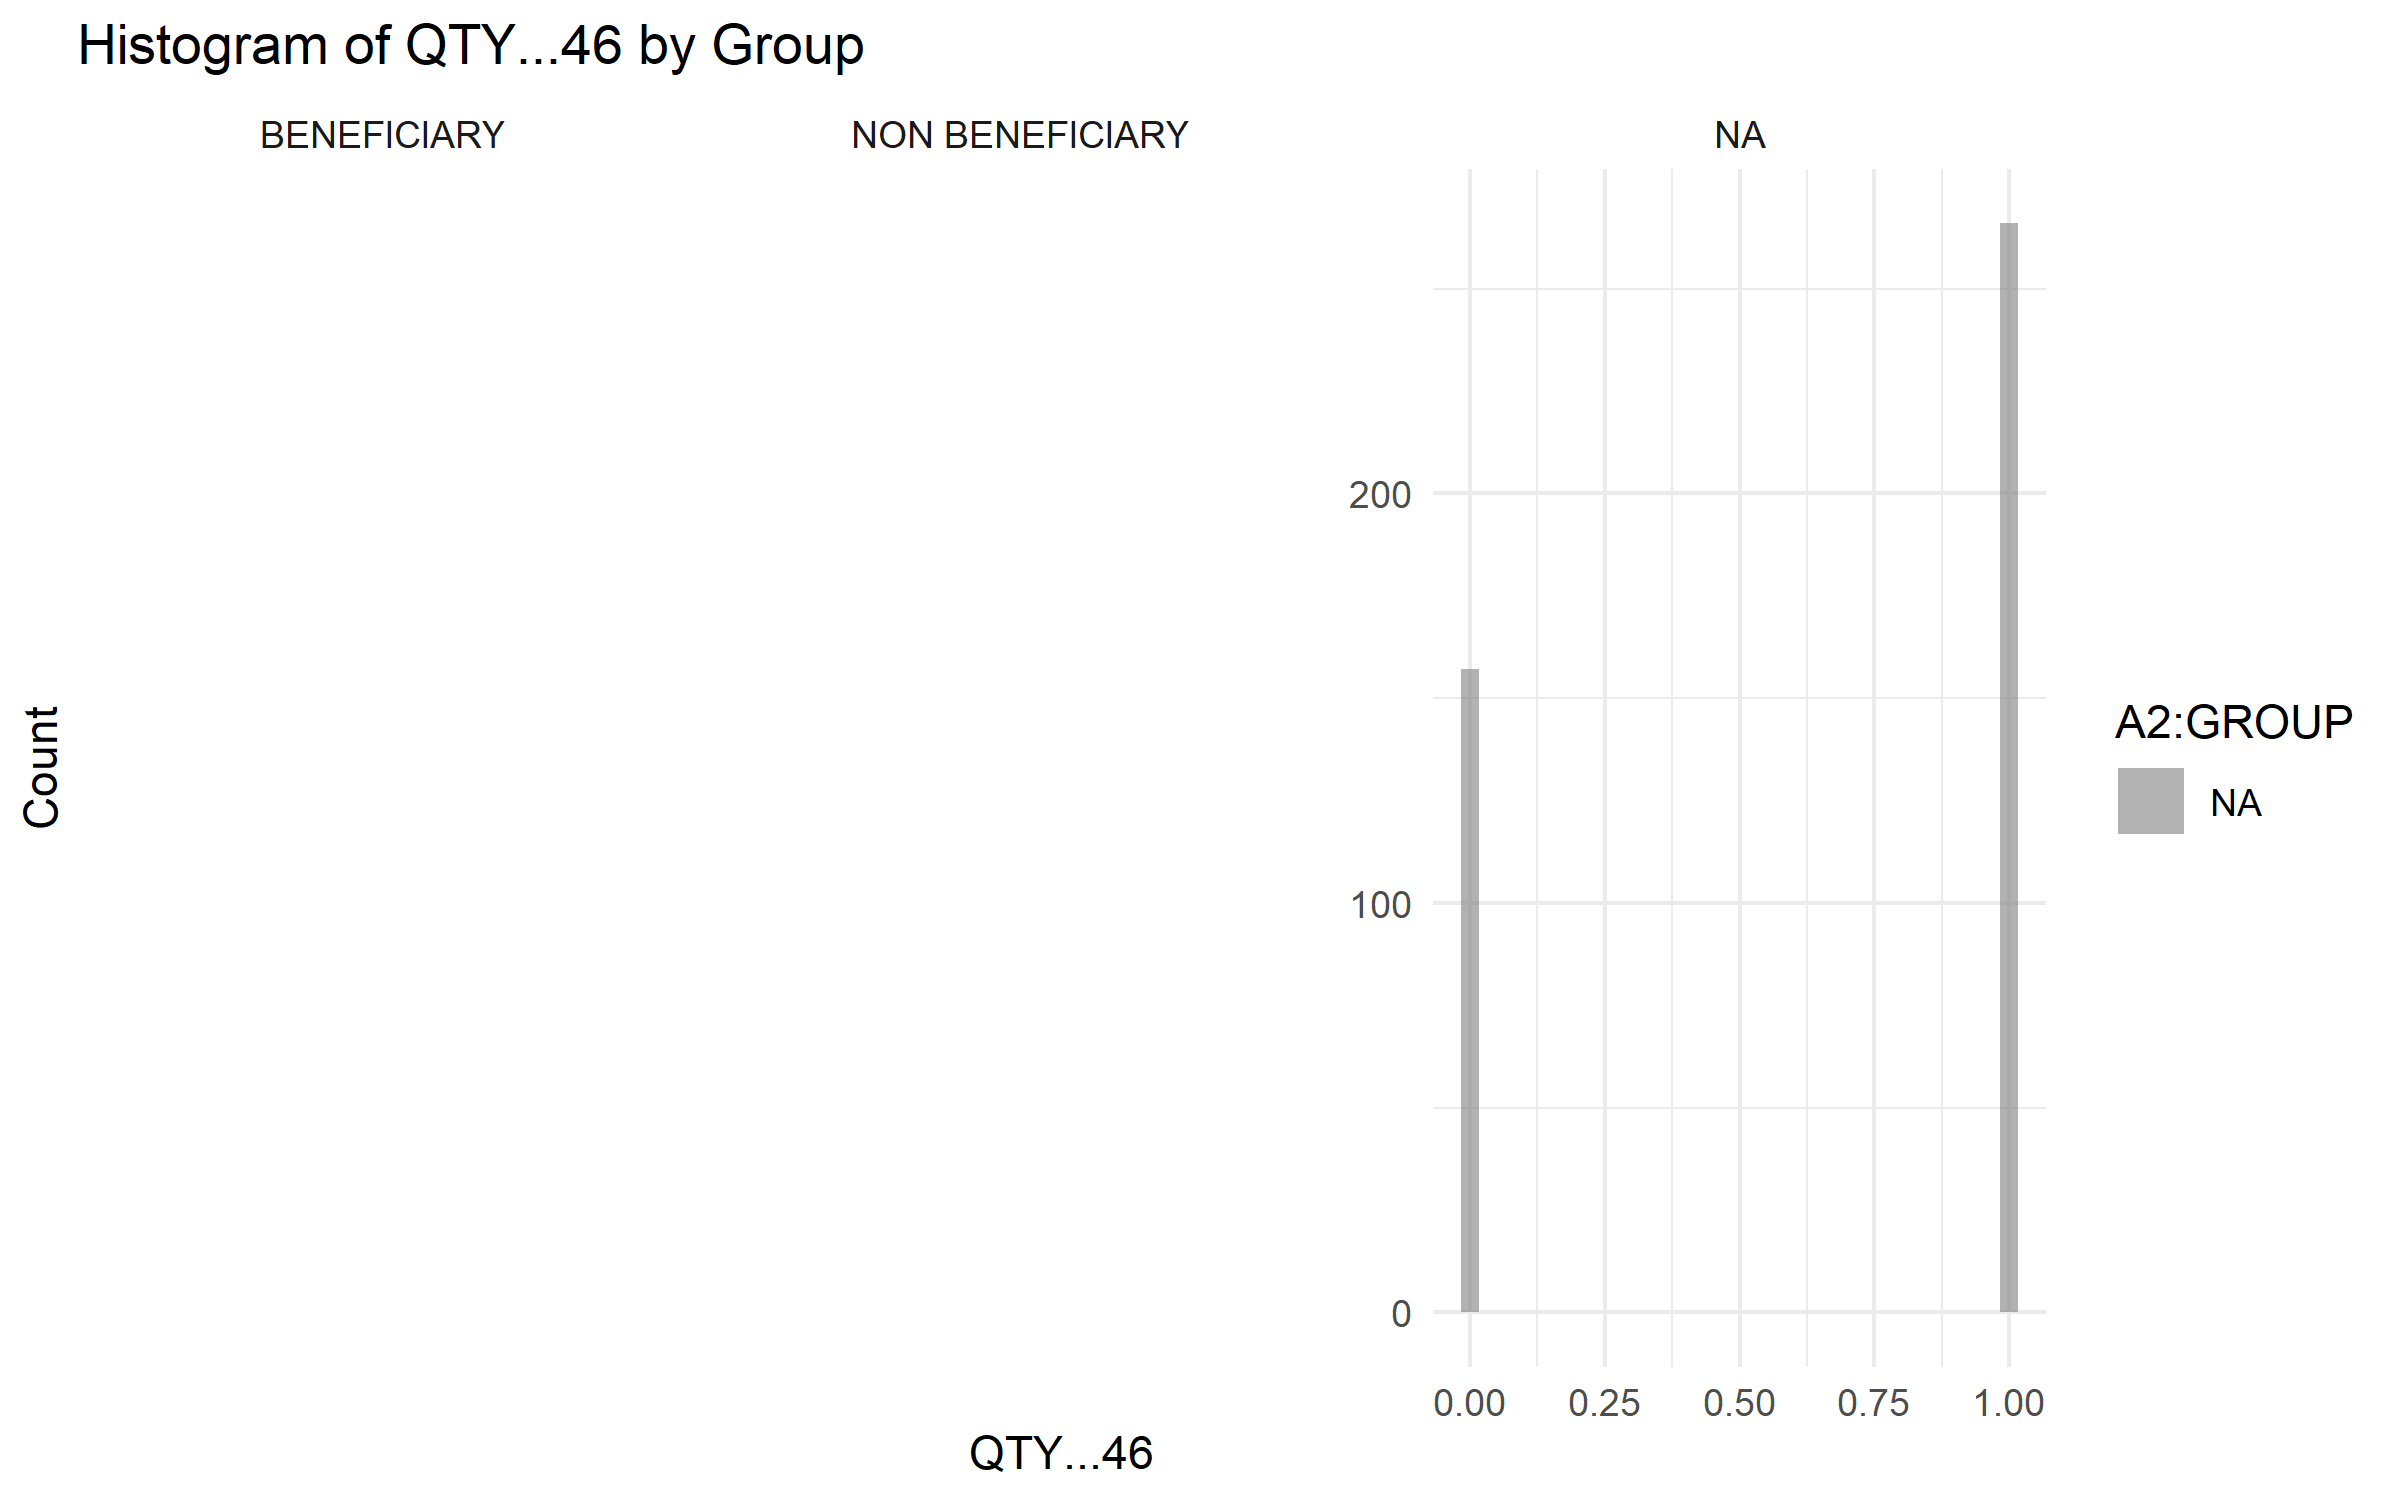 Histogram of QTY...46 by Group
BENEFICIARY
NON BENEFICIARY
NA
200
100
0
Count
0.00 0.25 0.50 0.75 1.00
QTY...46
A2:GROUP
NA